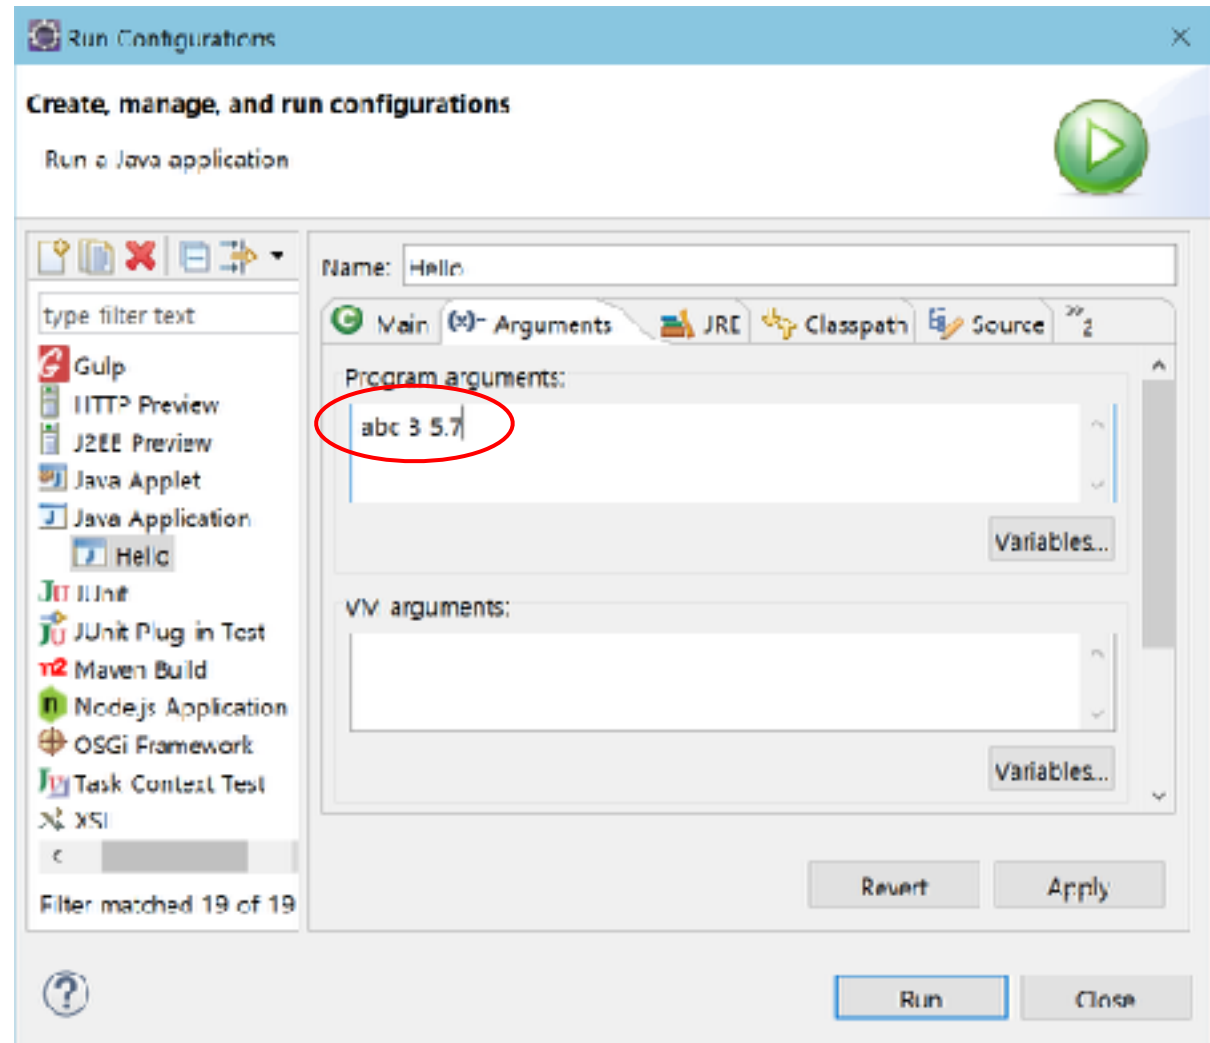 Run Configurations
Create, manage, and run configurations
Run a Java application
type filter text
Gulp
HTTP Preview
J2EE Preview
Java Applet
Java Application
Hello
JUnit
JUnit Plug-in Test
Maven Build
Node.js Application
OSGi Framework
Task Context Test
XSL
Filter matched 19 of 19
Name: Hello
Main (x)= Arguments JRE Classpath Source »2
Program arguments:
abc 3 5.7
Variables...
VM arguments:
Variables...
Revert Apply
Run Close